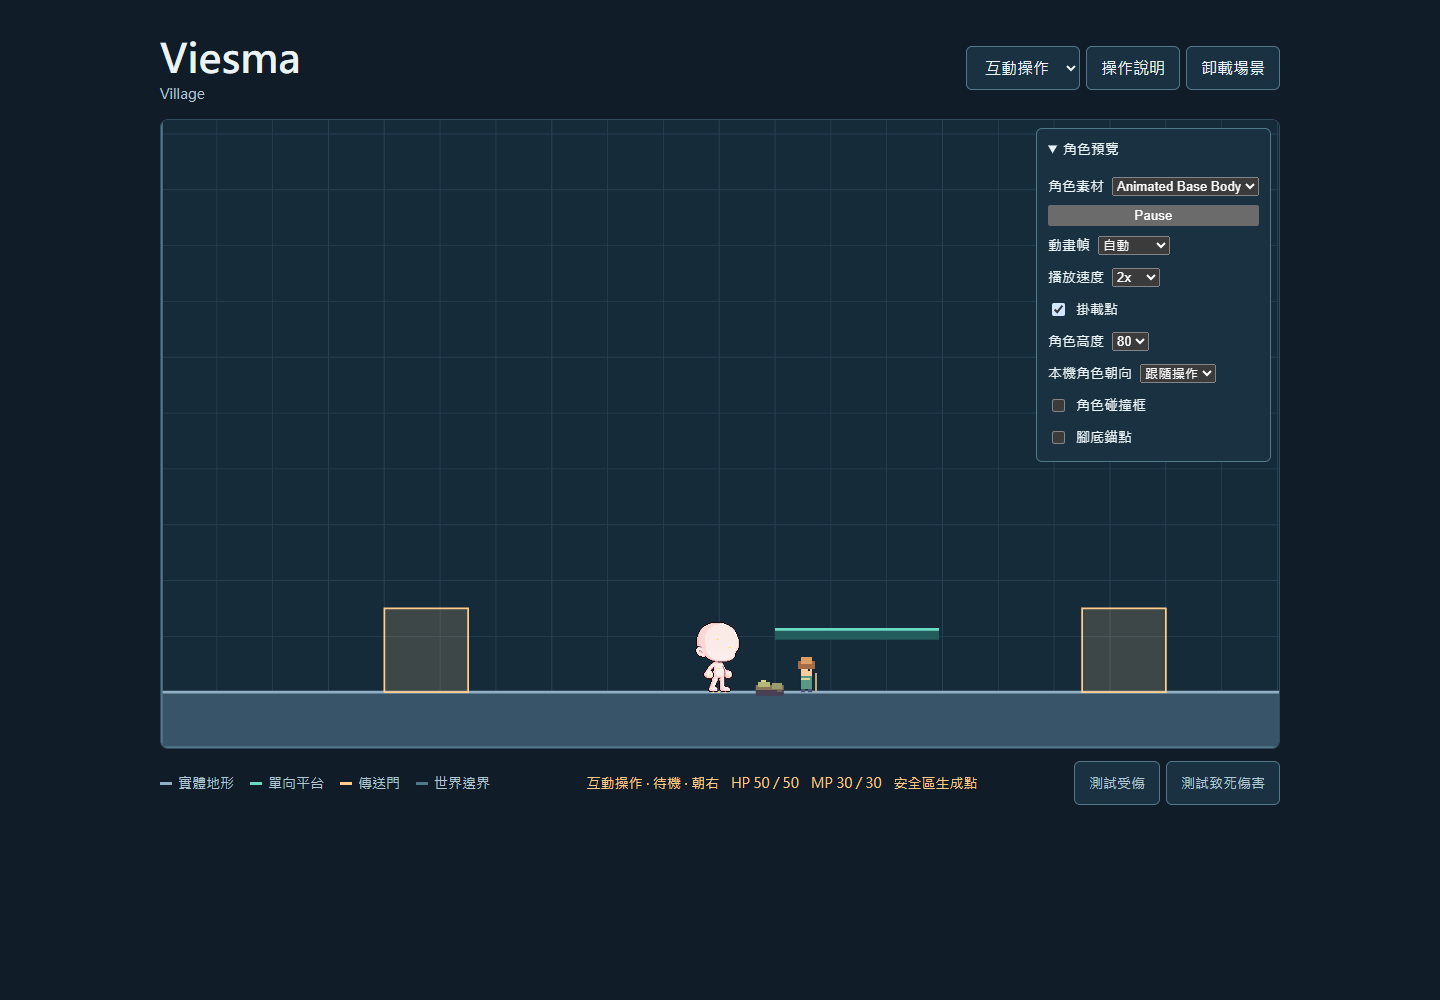 Viesma
Village
互動操作
操作說明
卸載場景
角色預覽
角色素材 Animated Base Body
Pause
動畫幀 自動
播放速度 2x
掛載點
角色高度 80
本機角色朝向 跟隨操作
角色碰撞框
腳底錨點
實體地形 單向平台 傳送門 世界邊界
互動操作 · 待機 · 朝右 HP 50 / 50 MP 30 / 30 安全區生成點
測試受傷
測試致死傷害